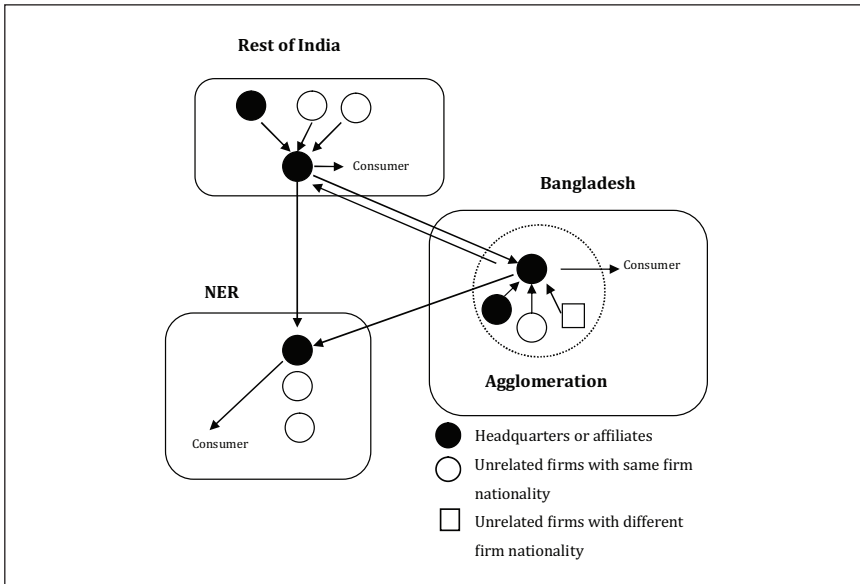 Rest of India
Consumer
Bangladesh
Consumer
NER
Agglomeration
Consumer
Headquarters or affiliates
Unrelated firms with same firm
nationality
Unrelated firms with different
firm nationality